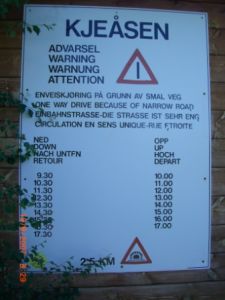 KJEÅSEN
ADVARSEL
WARNING
WARNUNG
ATTENTION
ENVEISKJØRING PÅ GRUNN AV SMAL VEG
ONE WAY DRIVE BECAUSE OF NARROW ROAD
EINBAHNSTRASSE-DIE STRASSE IST SEHR ENG
CIRCULATION EN SENS UNIQUE-RUE ETROITE
NED OPP
DOWN UP
NACH UNTEN HOCH
RETOUR DEPART
9.30 10.00
10.30 11.00
11.30 12.00
12.30 13.00
13.30 14.00
14.30 15.00
15.30 16.00
16.30 17.00
17.30
2,5 KM